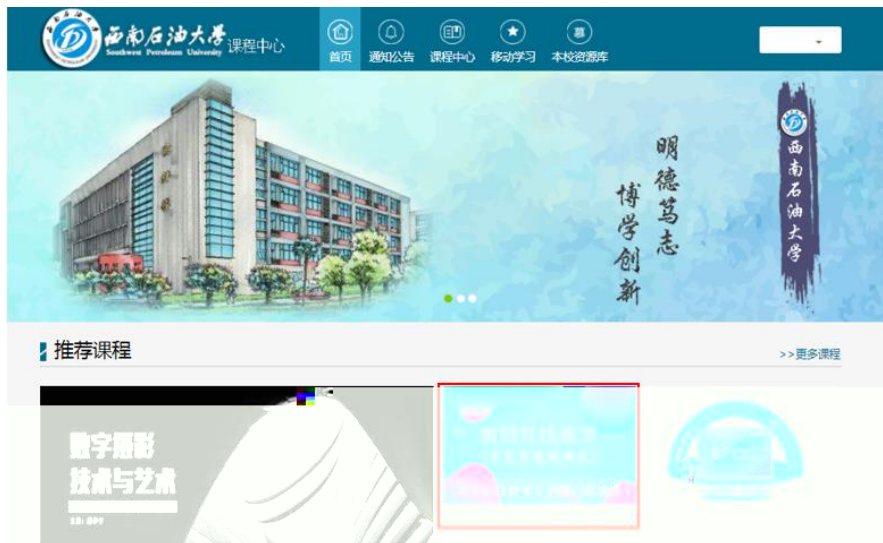 西南石油大学
Southwest Petroleum University
课程中心
首页
通知公告
课程中心
移动学习
本校资源库
明德笃志
博学创新
西南石油大学
推荐课程
>>更多课程
数字摄影
技术与艺术